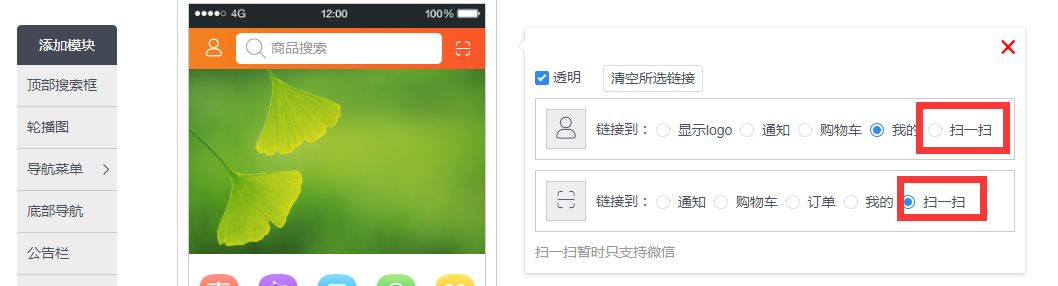 添加模块
顶部搜索框
轮播图
导航菜单
底部导航
公告栏
4G 12:00 100%
商品搜索
透明 清空所选链接
链接到： 显示logo 通知 购物车 我的 扫一扫
链接到： 通知 购物车 订单 我的 扫一扫
扫一扫暂时只支持微信